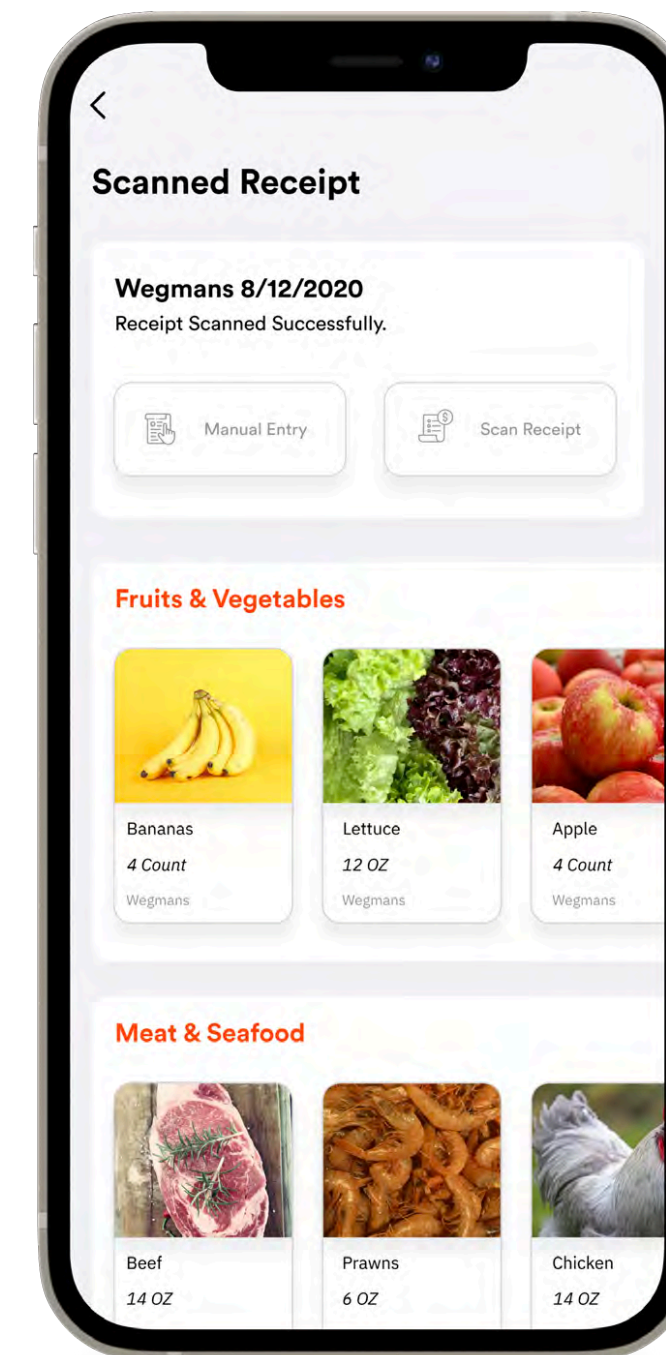 Scanned Receipt
Wegmans 8/12/2020
Receipt Scanned Successfully.
Manual Entry
Scan Receipt
Fruits & Vegetables
Bananas
Lettuce
Apple
4 Count
12 OZ
4 Count
Wegmans
Wegmans
Wegmans
Meat & Seafood
Beef
Prawns
Chicken
14 OZ
6 OZ
14 OZ